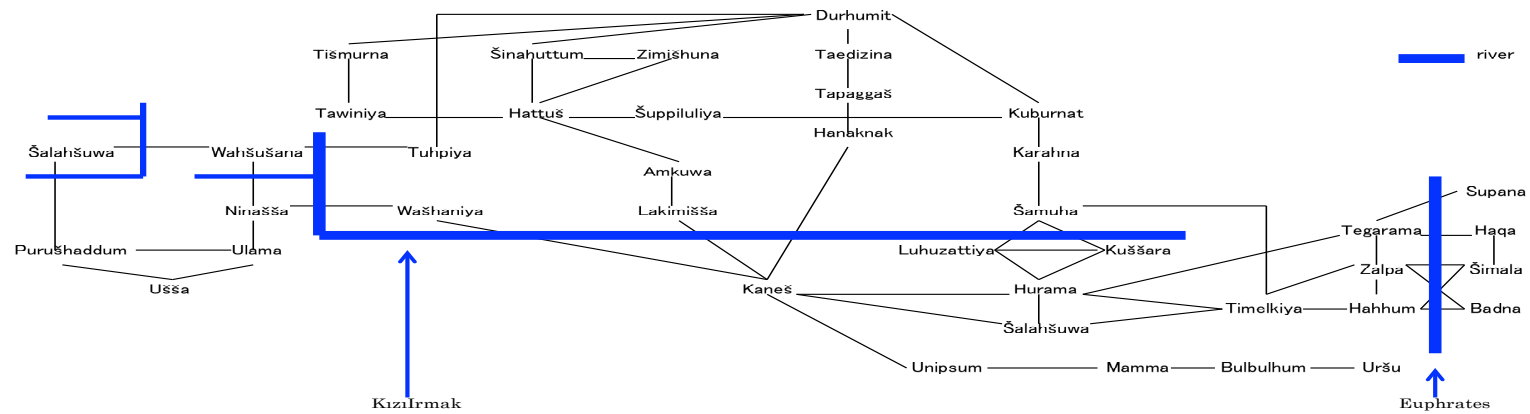 Durhumit
Tišmurna
Šinahuttum
Zimišhuna
Taedizina
river
Tapaggaš
Tawiniya
Hattuš
Šuppiluliya
Kuburnat
Hanaknak
Šalahšuwa
Wahšušana
Tuhpiya
Karahna
Amkuwa
Supana
Ninašša
Wašhaniya
Lakimišša
Šamuha
Tegarama
Haqa
Purušhaddum
Ulama
Luhuzattiya
Kuššara
Zalpa
Šimala
Ušša
Kaneš
Hurama
Timelkiya
Hahhum
Badna
Šalahšuwa
Unipsum
Mamma
Bulbulhum
Uršu
KızıIrmak
Euphrates